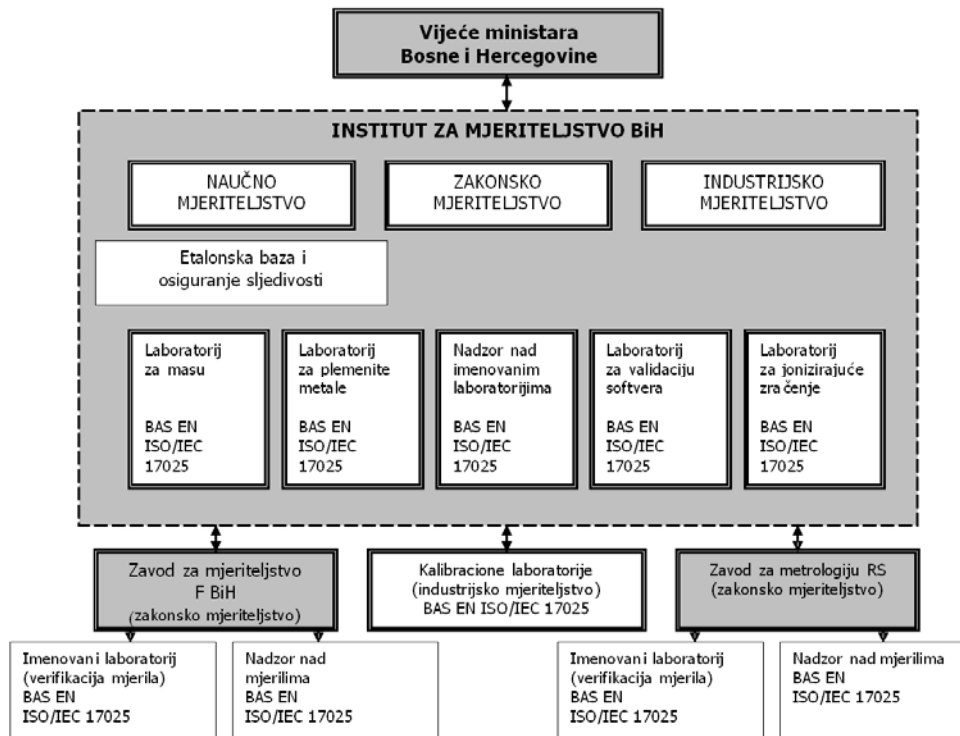 Vijeće ministara
Bosne i Hercegovine
INSTITUT ZA MJERITELJSTVO BiH
NAUČNO
MJERITELJSTVO
ZAKONSKO
MJERITELJSTVO
INDUSTRIJSKO
MJERITELJSTVO
Etalonska baza i
osiguranje sljedivosti
Laboratorij
za masu
BAS EN
ISO/IEC
17025
Laboratorij
za plemenite
metale
BAS EN
ISO/IEC
17025
Nadzor nad
imenovanim
laboratorijima
BAS EN
ISO/IEC
17025
Laboratorij
za validaciju
softvera
BAS EN
ISO/IEC
17025
Laboratorij
za jonizirajuće
zračenje
BAS EN
ISO/IEC
17025
Zavod za mjeriteljstvo
F BiH
(zakonsko mjeriteljstvo)
Kalibracione laboratorije
(industrijsko mjeriteljstvo)
BAS EN ISO/IEC 17025
Zavod za metrologiju RS
(zakonsko mjeriteljstvo)
Imenovani laboratorij
(verifikacija mjerila)
BAS EN
ISO/IEC 17025
Nadzor nad
mjerilima
BAS EN
ISO/IEC 17025
Imenovani laboratorij
(verifikacija mjerila)
BAS EN
ISO/IEC 17025
Nadzor nad mjerilima
BAS EN
ISO/IEC 17025